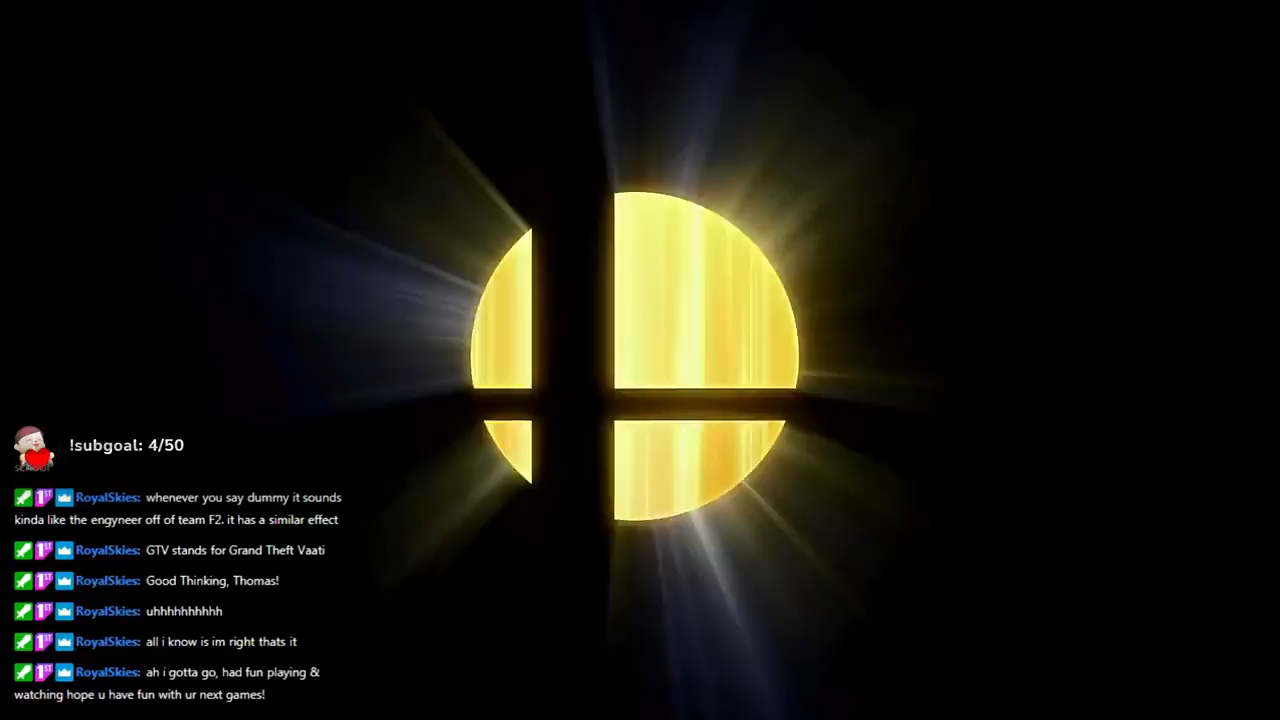 !subgoal: 4/50
RoyalSkies: whenever you say dummy it sounds
kinda like the engyneer off of team F2. it has a similar effect
RoyalSkies: GTV stands for Grand Theft Vaati
RoyalSkies: Good Thinking, Thomas!
RoyalSkies: uhhhhhhhhhh
RoyalSkies: all i know is im right thats it
RoyalSkies: ah i gotta go, had fun playing &
watching hope u have fun with ur next games!